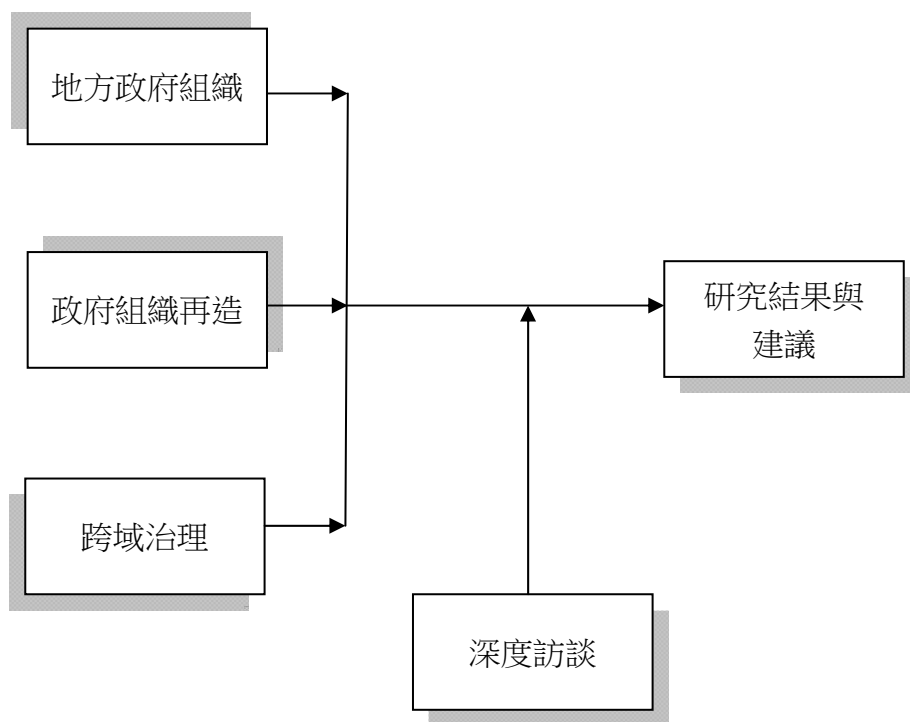 地方政府組織
政府組織再造
研究結果與
建議
跨域治理
深度訪談